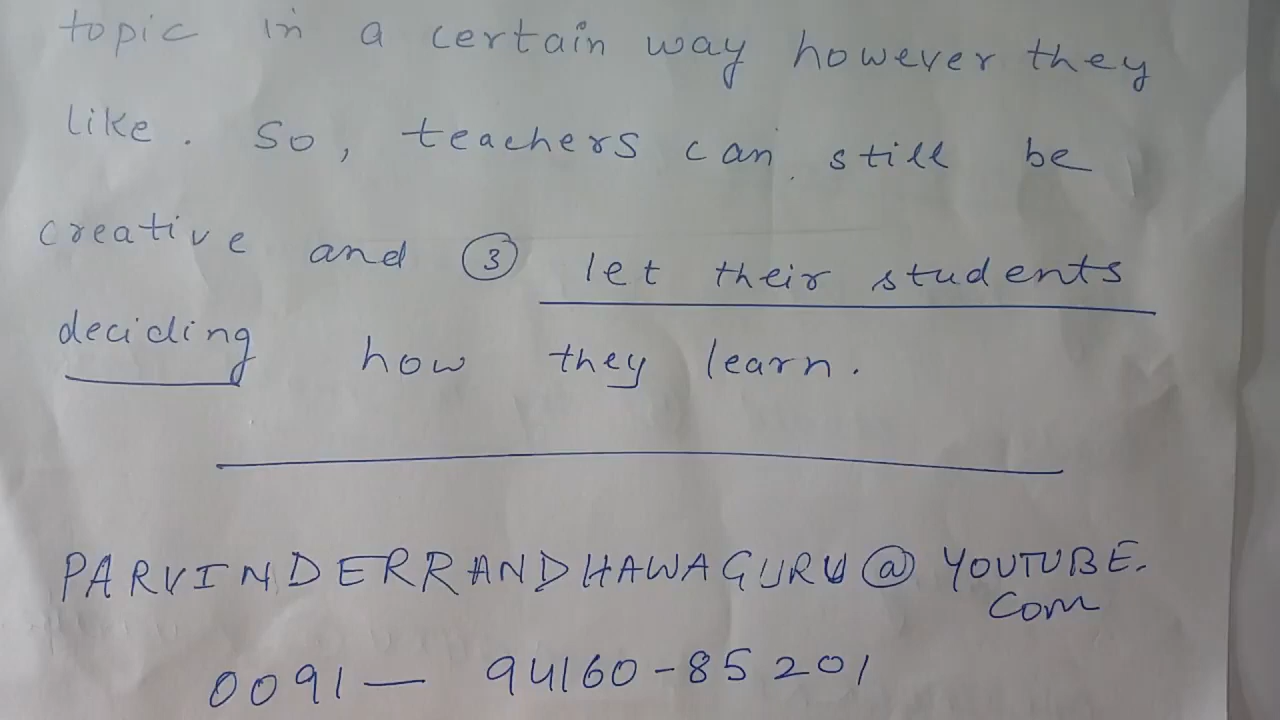 topic in a certain way however they
like. So, teachers can still be
creative and ③ let their students
deciding how they learn.
PARVINDERRANDHAWAGURU@YOUTUBE.
Com
0091- 94160-85201